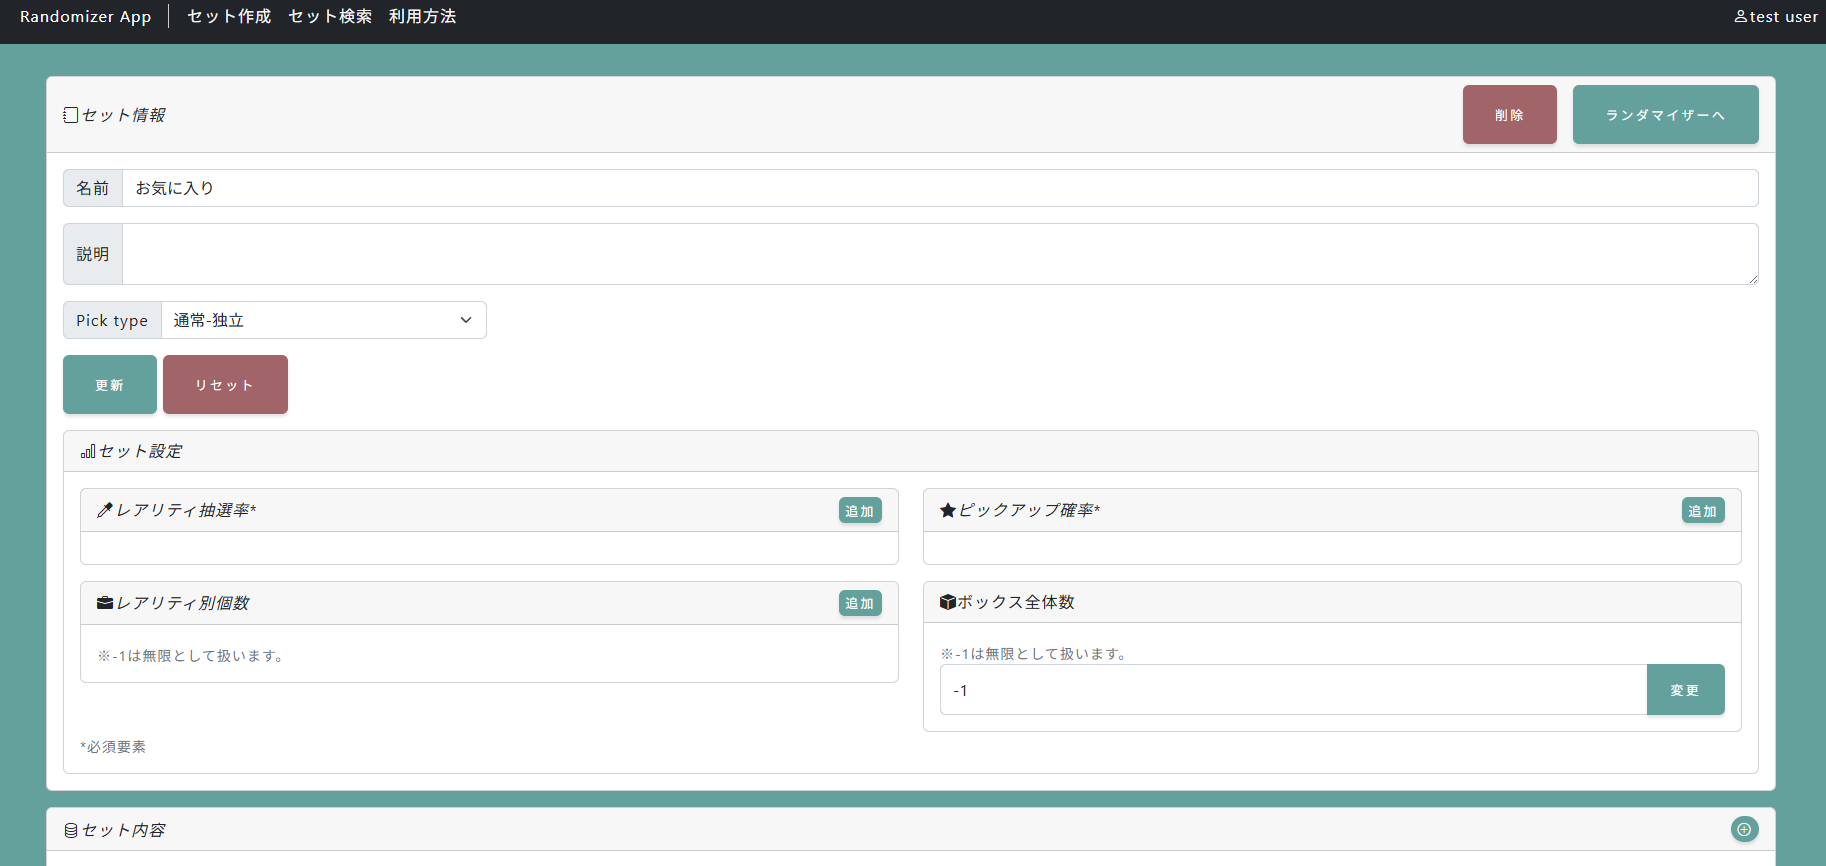 Randomizer App セット作成 セット検索 利用方法 test user
セット情報 削除 ランダマイザーへ
名前 お気に入り
説明
Pick type 通常-独立
更新 リセット
セット設定
レアリティ抽選率* 追加
ピックアップ確率* 追加
レアリティ別個数 追加
※-1は無限として扱います。
ボックス全体数
※-1は無限として扱います。
-1 変更
*必須要素
セット内容